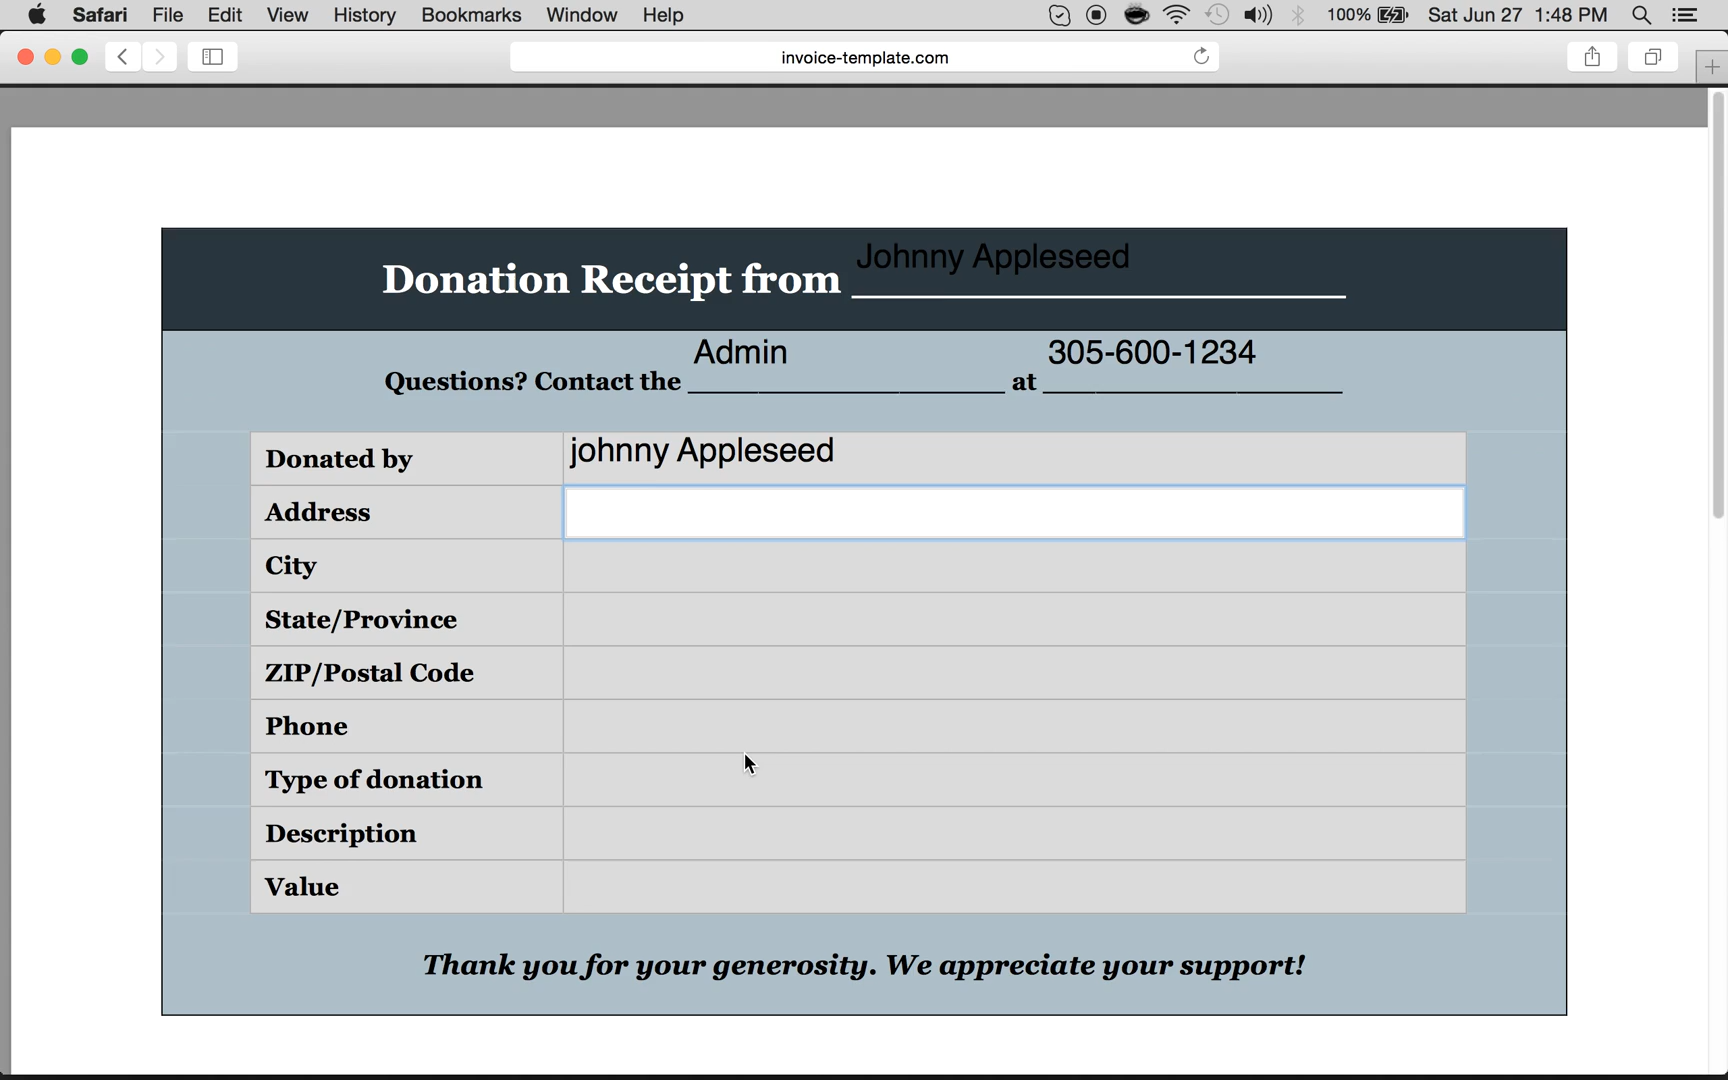 Safari File Edit View History Bookmarks Window Help 100% Sat Jun 27 1:48 PM
invoice-template.com
Donation Receipt from Johnny Appleseed
Questions? Contact the Admin at 305-600-1234
Donated by johnny Appleseed
Address
City
State/Province
ZIP/Postal Code
Phone
Type of donation
Description
Value
Thank you for your generosity. We appreciate your support!